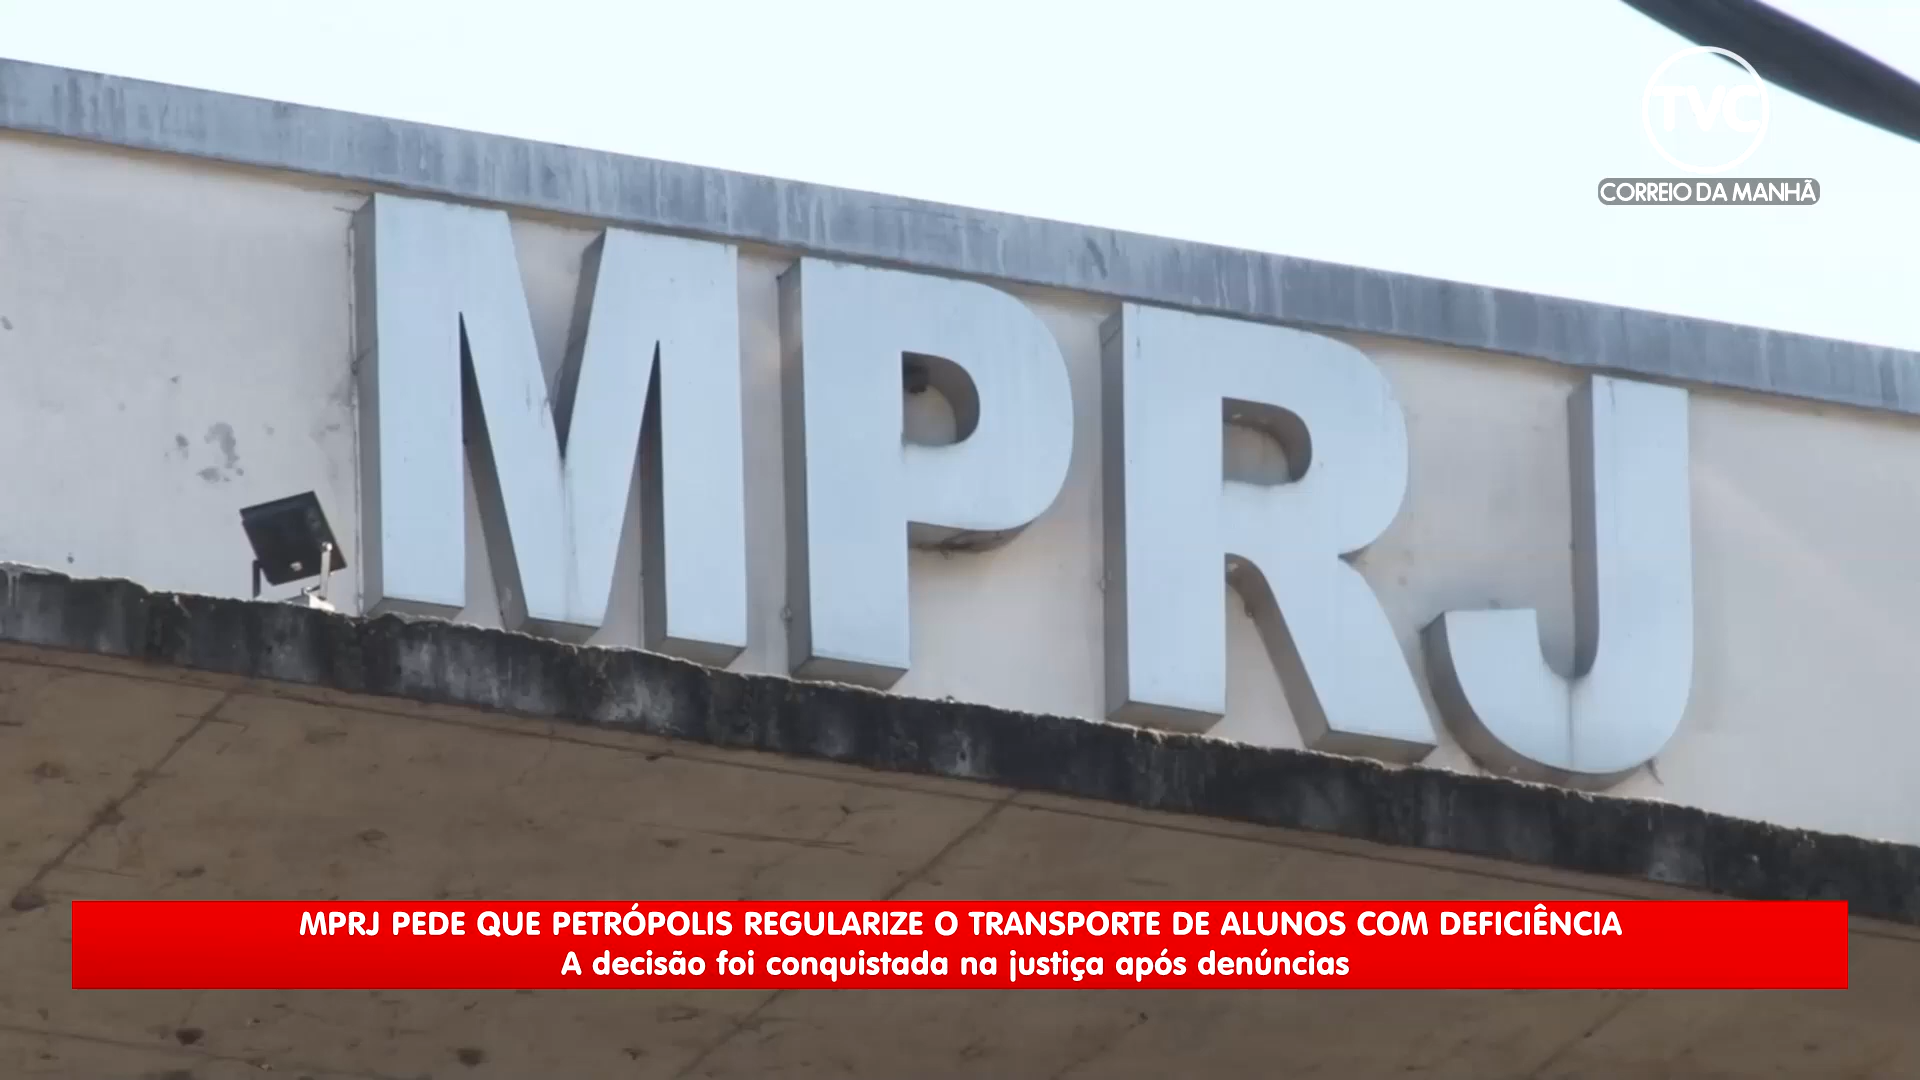 TVC
CORREIO DA MANHÃ
MPRJ
MPRJ PEDE QUE PETRÓPOLIS REGULARIZE O TRANSPORTE DE ALUNOS COM DEFICIÊNCIA
A decisão foi conquistada na justiça após denúncias